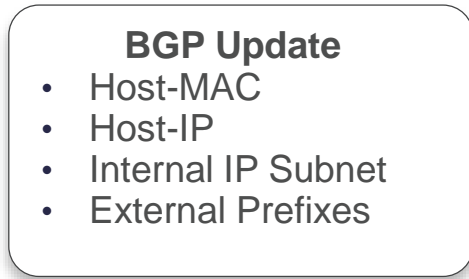 BGP Update
• Host-MAC
• Host-IP
• Internal IP Subnet
• External Prefixes